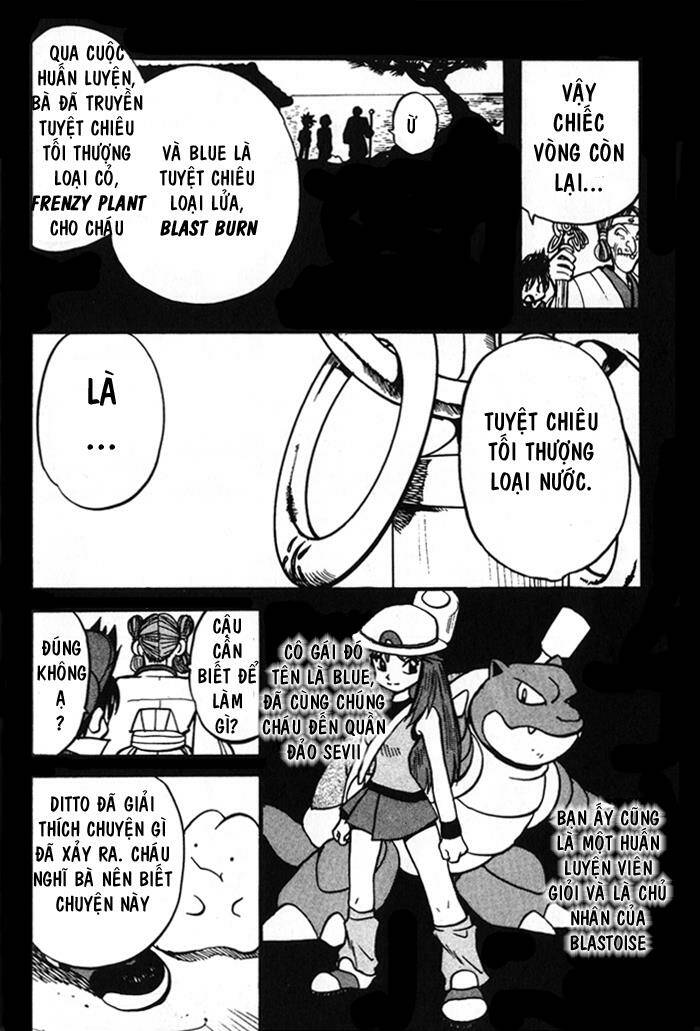 QUA CUỘC
HUẤN LUYỆN,
BÀ ĐÃ TRUYỀN
TUYỆT CHIÊU
TỐI THƯỢNG
LOẠI CỎ,
FRENZY PLANT
CHO CHÁU
VÀ BLUE LÀ
TUYỆT CHIÊU
LOẠI LỬA,
BLAST BURN
Ừ
VẬY
CHIẾC
VÒNG CÒN
LẠI...
LÀ
...
TUYỆT CHIÊU
TỐI THƯỢNG
LOẠI NƯỚC.
ĐÚNG
KHÔNG
Ạ?
CẬU
CẦN
BIẾT ĐỂ
LÀM
GÌ?
CÔ GÁI ĐÓ
TÊN LÀ BLUE,
ĐÃ CÙNG CHÚNG
CHÁU ĐẾN QUẦN
ĐẢO SEVII
DITTO ĐÃ GIẢI
THÍCH CHUYỆN GÌ
ĐÃ XẢY RA. CHÁU
NGHĨ BÀ NÊN BIẾT
CHUYỆN NÀY
BẠN ẤY CŨNG
LÀ MỘT HUẤN
LUYỆN VIÊN
GIỎI VÀ LÀ CHỦ
NHÂN CỦA
BLASTOISE